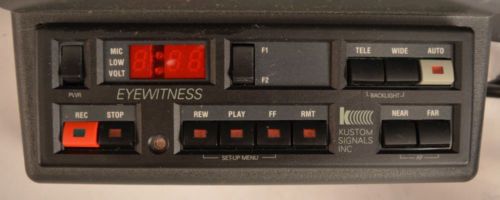 MIC
LOW
VOLT
8:08
F1
F2
TELE WIDE AUTO
PWR
EYEWITNESS
BACKLIGHT
REC STOP
REW PLAY FF RMT
KUSTOM
SIGNALS
INC
NEAR FAR
SET-UP MENU
AF